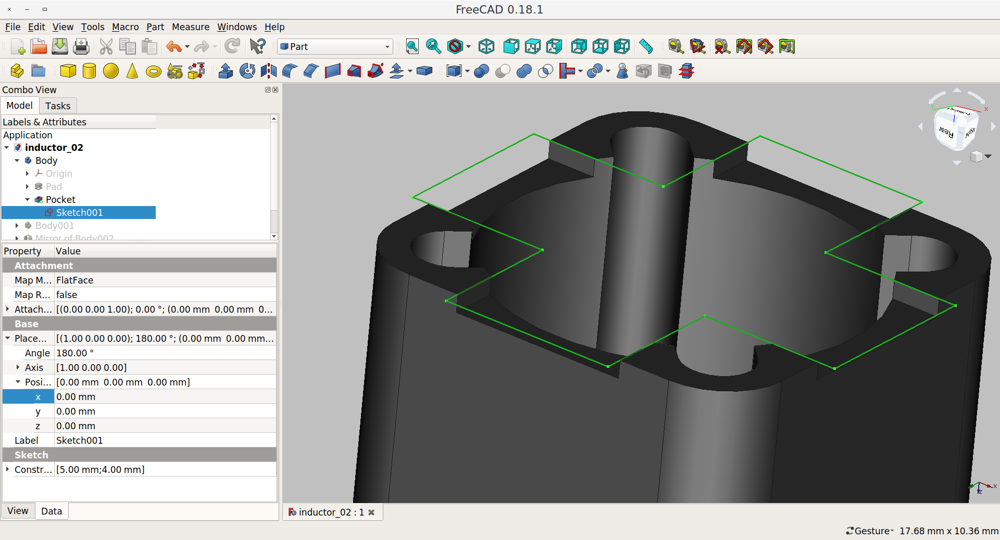 FreeCAD 0.18.1
File Edit View Tools Macro Part Measure Windows Help
Part
Combo View
Model Tasks
Labels & Attributes
Application
inductor_02
Body
Origin
Pad
Pocket
Sketch001
Body001
Mirror of Body002
Property Value
Attachment
Map M... FlatFace
Map R... false
Attach... [(0.00 0.00 1.00); 0.00 °; (0.00 mm 0.00 mm 0...
Base
Place... [(1.00 0.00 0.00); 180.00 °; (0.00 mm 0.00 mm...
Angle 180.00 °
Axis [1.00 0.00 0.00]
Posi... [0.00 mm 0.00 mm 0.00 mm]
x 0.00 mm
y 0.00 mm
z 0.00 mm
Label Sketch001
Sketch
Constr... [5.00 mm;4.00 mm]
View Data
Y X
Rear
Right
X
Z
inductor_02 : 1
Gesture 17.68 mm x 10.36 mm